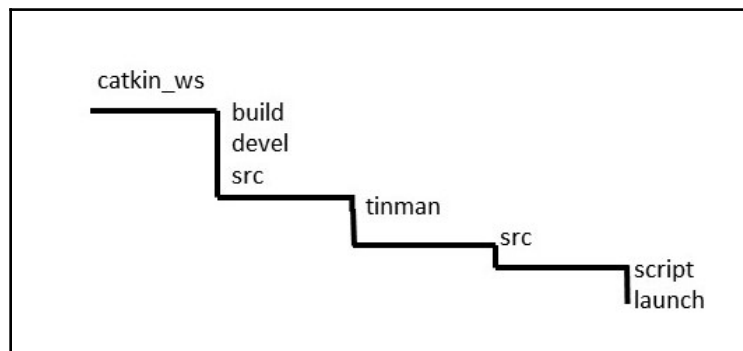 catkin_ws
build
devel
src
tinman
src
script
launch